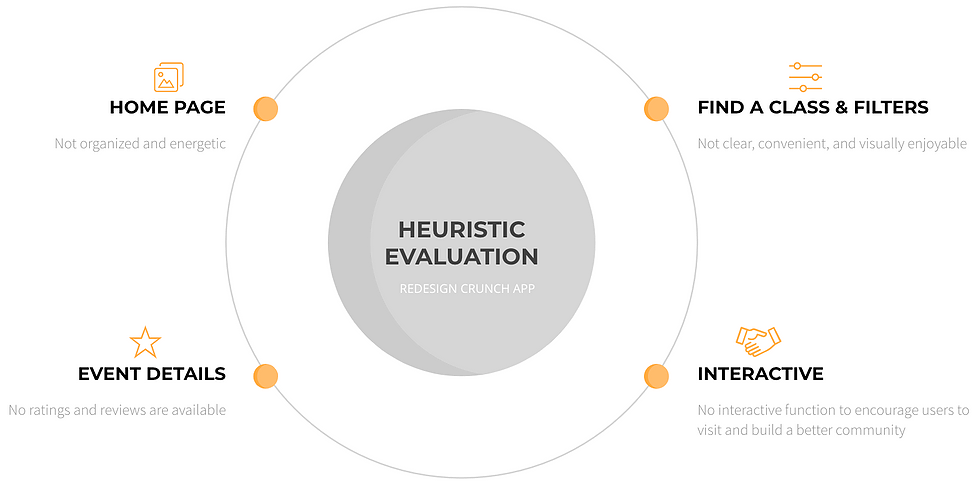 HOME PAGE
Not organized and energetic
FIND A CLASS & FILTERS
Not clear, convenient, and visually enjoyable
HEURISTIC
EVALUATION
REDESIGN CRUNCH APP
EVENT DETAILS
No ratings and reviews are available
INTERACTIVE
No interactive function to encourage users to
visit and build a better community